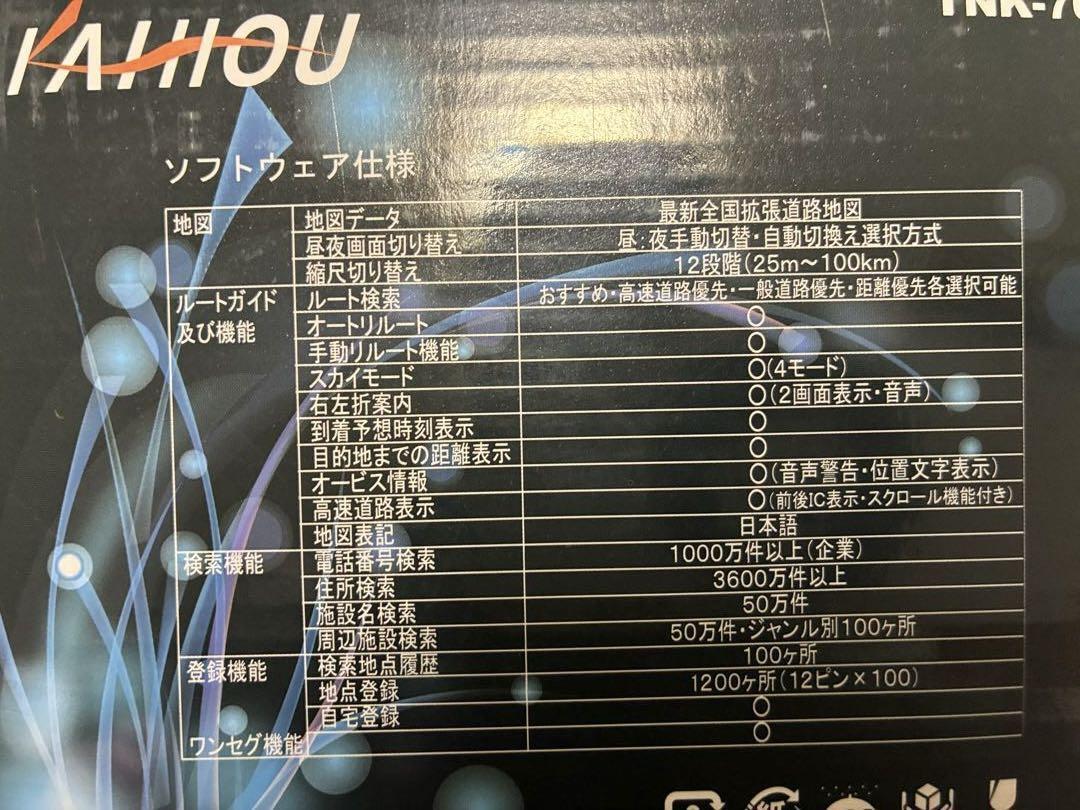 KAIHOU
TNK-70
ソフトウェア仕様
地図 地図データ 最新全国拡張道路地図
昼夜画面切り替え 昼:夜手動切替・自動切換え選択方式
縮尺切り替え 12段階(25m～100km)
ルートガイド及び機能 ルート検索 おすすめ・高速道路優先・一般道路優先・距離優先各選択可能
オートリルート ○
手動リルート機能 ○
スカイモード ○(4モード)
右左折案内 ○(2画面表示・音声)
到着予想時刻表示 ○
目的地までの距離表示 ○
オービス情報 ○(音声警告・位置文字表示)
高速道路表示 ○(前後IC表示・スクロール機能付き)
地図表記 日本語
検索機能 電話番号検索 1000万件以上(企業)
住所検索 3600万件以上
施設名検索 50万件
周辺施設検索 50万件・ジャンル別100ヶ所
登録機能 検索地点履歴 100ヶ所
地点登録 1200ヶ所(12ピン×100)
自宅登録 ○
ワンセグ機能 ○